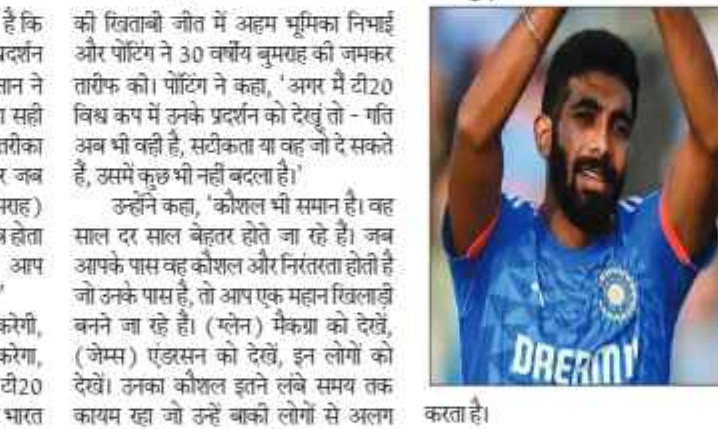 है कि
प्रदर्शन
ने
सही
तरीका
जब
होता
आप
करेगी,
करेगा,
टी20
भारत
की खिताबी जीत में अहम भूमिका निभाई
और पोंटिंग ने 30 वर्षीय बुमराह की जमकर
तारीफ की। पोंटिंग ने कहा, 'अगर मैं टी20
विश्व कप में उनके प्रदर्शन को देखूं तो - गति
अब भी वही है, सटीकता या वह जो दे सकते
हैं, उसमें कुछ भी नहीं बदला है।'
उन्होंने कहा, 'कौशल भी समान है। वह
साल दर साल बेहतर होते जा रहे हैं। जब
आपके पास वह कौशल और निरंतरता होती है
जो उनके पास है, तो आप एक महान खिलाड़ी
बनने जा रहे हैं। (ग्लेन) मैकग्रा को देखें,
(जेम्स) एंडरसन को देखें, इन लोगों को
देखें। उनका कौशल इतने लंबे समय तक
कायम रहा जो उन्हें बाकी लोगों से अलग
करता है।
DREAM11